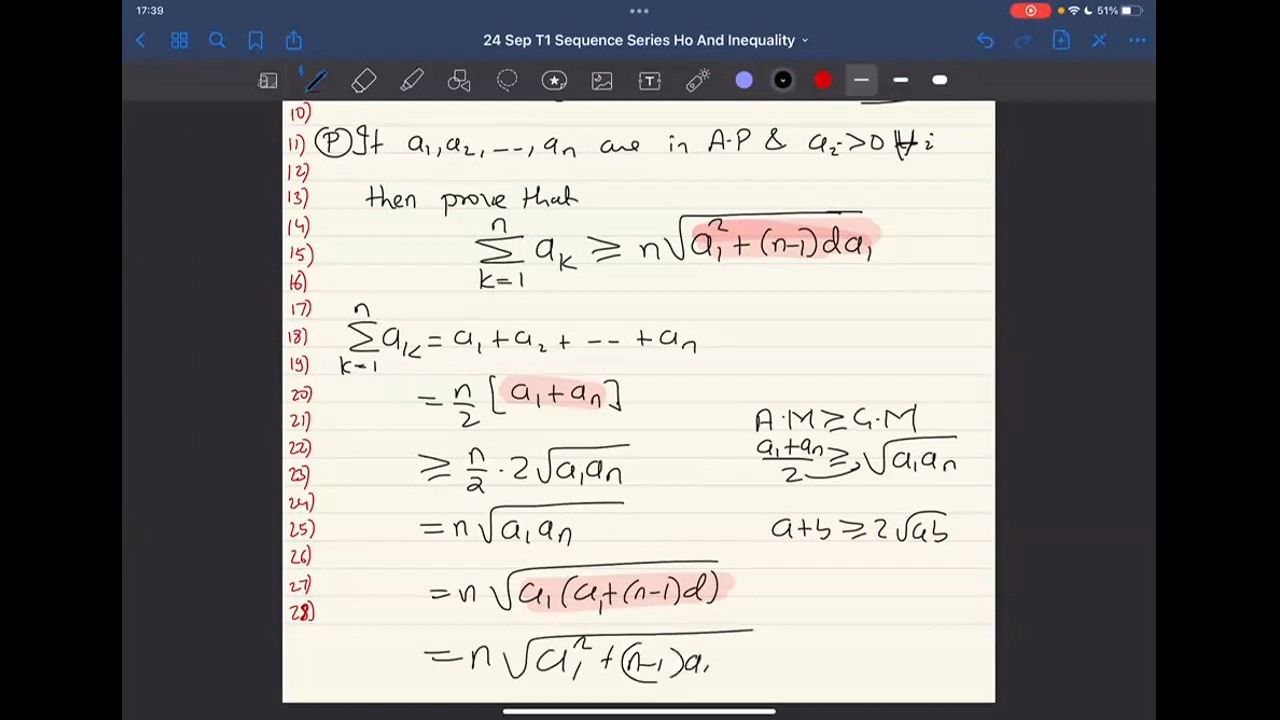 17:39
51%
24 Sep T1 Sequence Series Ho And Inequality
10)
11) (P) If a₁, a₂, ---, aₙ are in A.P & aᵢ > 0 ∀ i
12)
13) then prove that
14)
15) ∑_{k=1}^{n} aₖ ≥ n√(a₁² + (n-1)da₁)
16)
17)
18) ∑_{k=1}^{n} aₖ = a₁ + a₂ + -- + aₙ
19)
20) = n/2 [a₁ + aₙ]
21) A.M ≥ G.M
22)
23) ≥ n/2 · 2√(a₁aₙ) (a₁+aₙ)/2 ≥ √(a₁aₙ)
24)
25) = n√(a₁aₙ) a+b ≥ 2√(ab)
26)
27) = n√(a₁(a₁+(n-1)d))
28)
= n√(a₁² + (n-1)a₁